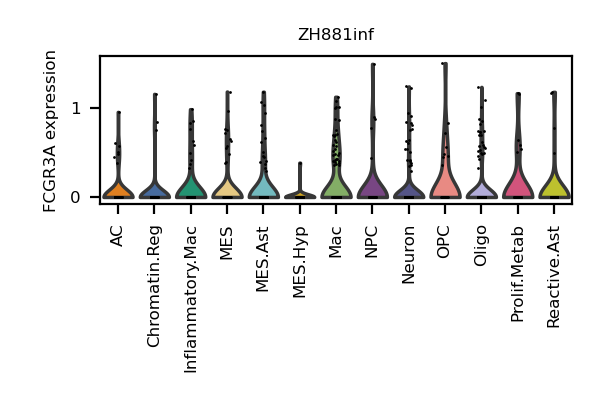 ZH881inf
FCGR3A expression
1
0
AC
Chromatin.Reg
Inflammatory.Mac
MES
MES.Ast
MES.Hyp
Mac
NPC
Neuron
OPC
Oligo
Prolif.Metab
Reactive.Ast